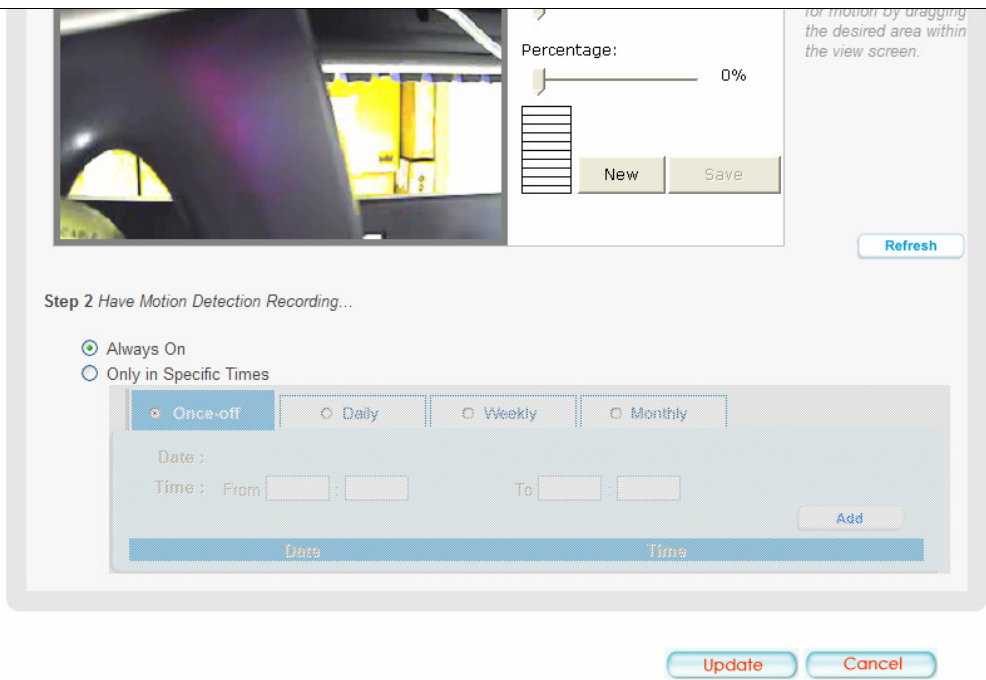 for motion by dragging
the desired area within
the view screen.
Percentage:
0%
New Save
Refresh
Step 2 Have Motion Detection Recording...
Always On
Only in Specific Times
Once-off Daily Weekly Monthly
Date :
Time : From : To :
Add
Date Time
Update Cancel